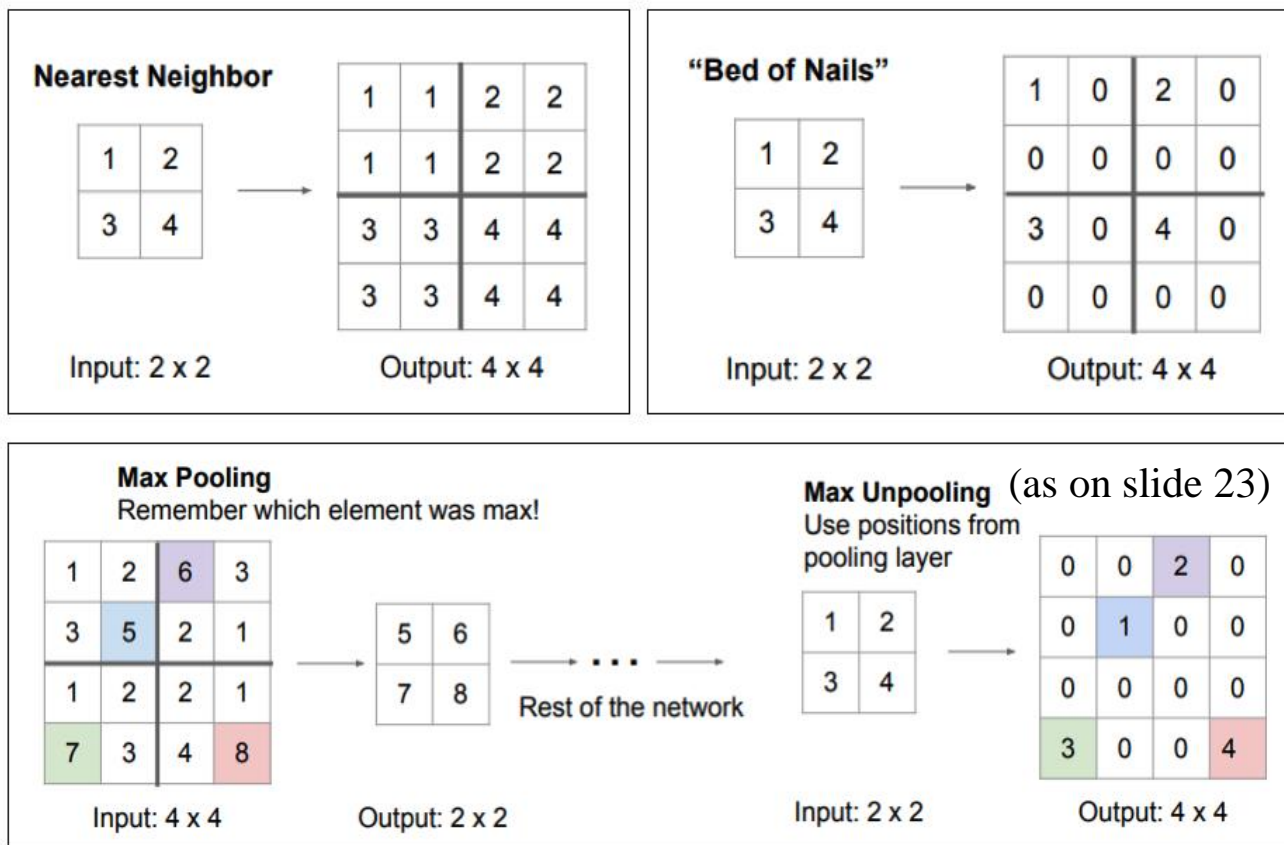 Nearest Neighbor
1 2
3 4
1 1 2 2
1 1 2 2
3 3 4 4
3 3 4 4
Input: 2 x 2
Output: 4 x 4
“Bed of Nails”
1 2
3 4
1 0 2 0
0 0 0 0
3 0 4 0
0 0 0 0
Input: 2 x 2
Output: 4 x 4
Max Pooling
Remember which element was max!
1 2 6 3
3 5 2 1
1 2 2 1
7 3 4 8
Input: 4 x 4
5 6
7 8
Output: 2 x 2
...
Rest of the network
Max Unpooling (as on slide 23)
Use positions from
pooling layer
1 2
3 4
Input: 2 x 2
0 0 2 0
0 1 0 0
0 0 0 0
3 0 0 4
Output: 4 x 4